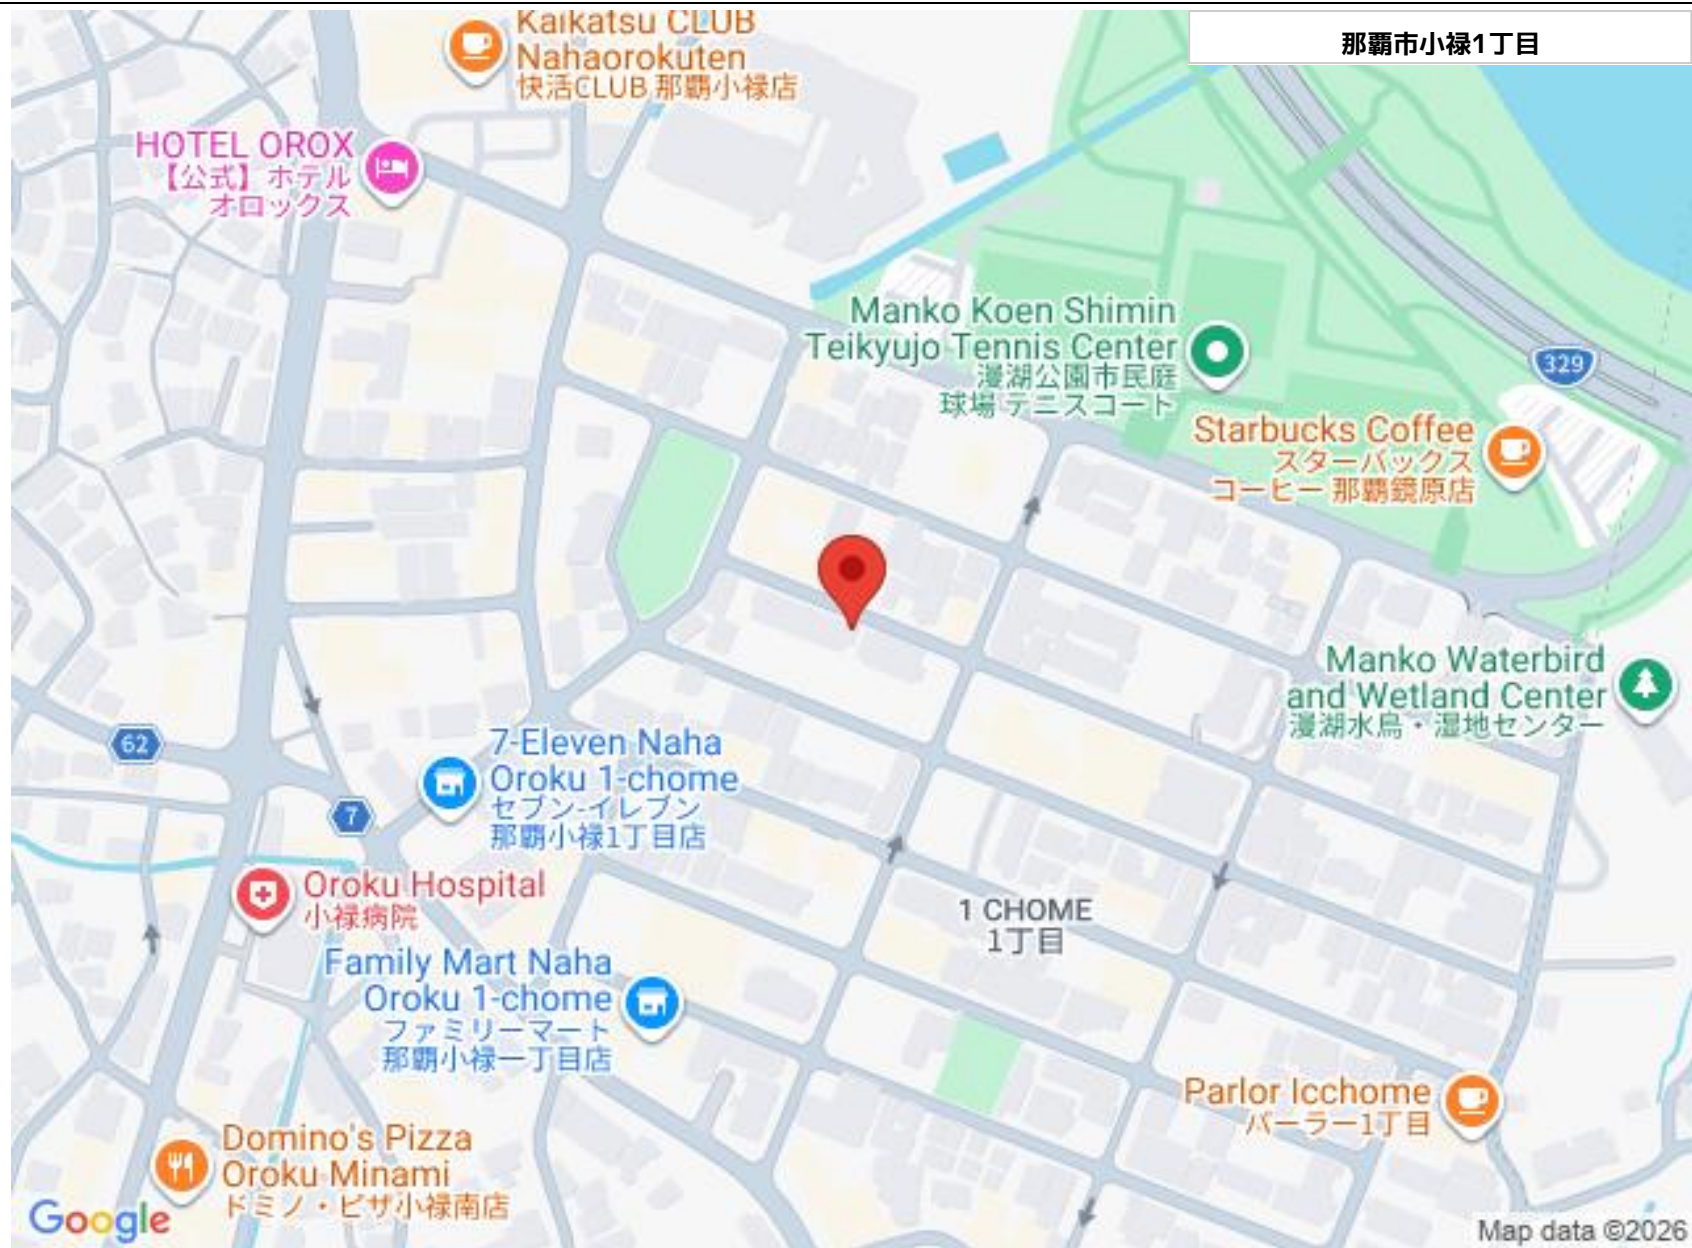 Kaikatsu CLUB
Nahaorokuten
快活CLUB 那覇小禄店
那覇市小禄1丁目
HOTEL OROX
【公式】ホテル
オロックス
Manko Koen Shimin
Teikyujo Tennis Center
漫湖公園市民庭
球場 テニスコート
329
Starbucks Coffee
スターバックス
コーヒー 那覇鏡原店
Manko Waterbird
and Wetland Center
漫湖水鳥・湿地センター
62
7-Eleven Naha
Oroku 1-chome
セブン-イレブン
那覇小禄1丁目店
7
Oroku Hospital
小禄病院
1 CHOME
1丁目
Family Mart Naha
Oroku 1-chome
ファミリーマート
那覇小禄一丁目店
Parlor Icchome
パーラー1丁目
Domino's Pizza
Oroku Minami
ドミノ・ピザ小禄南店
Google
Map data ©2026